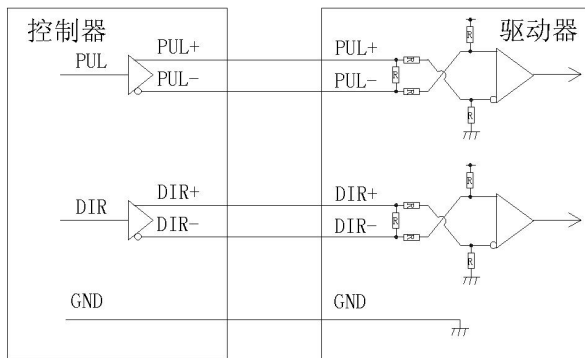 控制器
驱动器
PUL
PUL+
PUL-
PUL+
PUL-
R
R
R
R
R
DIR
DIR+
DIR-
DIR+
DIR-
R
R
R
R
R
GND
GND